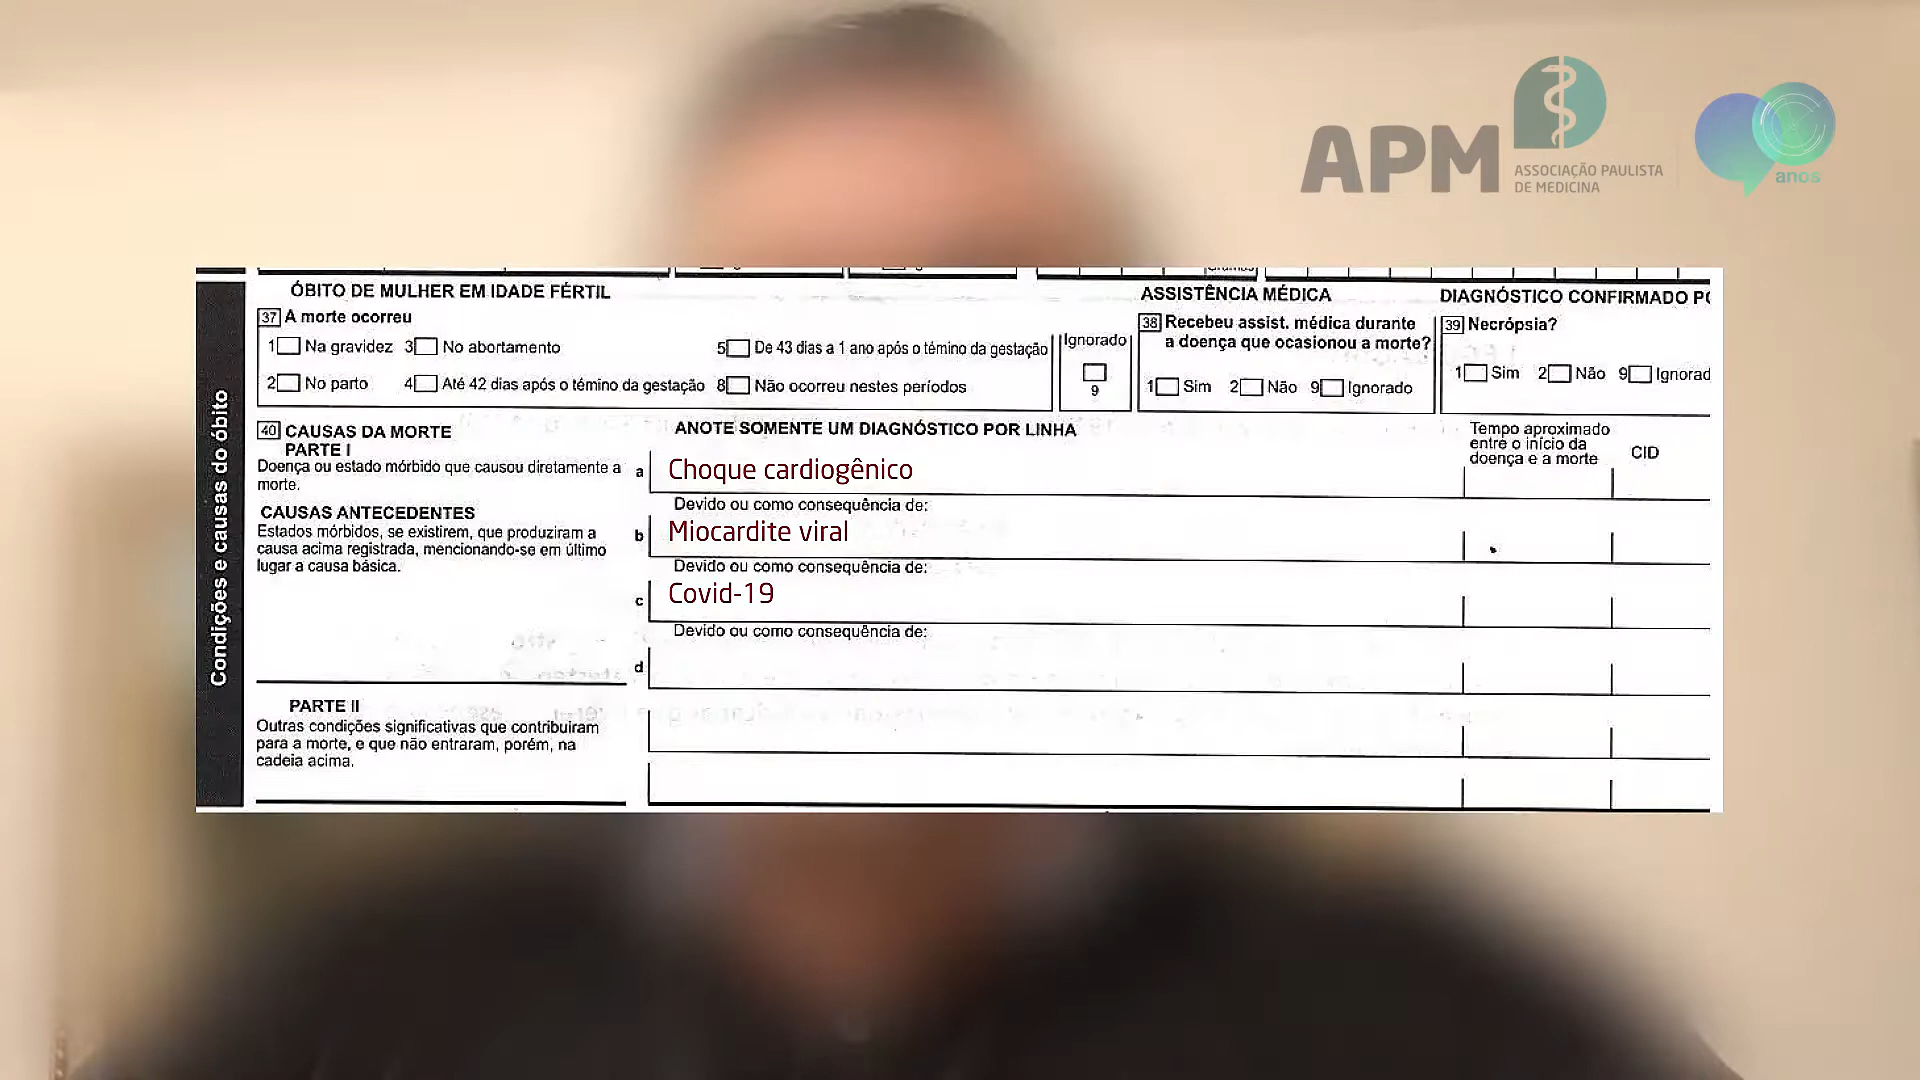 APM
ASSOCIAÇÃO PAULISTA
DE MEDICINA
anos
Gramas
ÓBITO DE MULHER EM IDADE FÉRTIL
37 A morte ocorreu
1 Na gravidez 3 No abortamento
5 De 43 dias a 1 ano após o témino da gestação
2 No parto 4 Até 42 dias após o témino da gestação 8 Não ocorreu nestes períodos
Ignorado
9
ASSISTÊNCIA MÉDICA
38 Recebeu assist. médica durante
a doença que ocasionou a morte?
1 Sim 2 Não 9 Ignorado
DIAGNÓSTICO CONFIRMADO
39 Necrópsia?
1 Sim 2 Não 9 Ignorad
Condições e causas do óbito
40 CAUSAS DA MORTE
PARTE I
Doença ou estado mórbido que causou diretamente a
morte.
CAUSAS ANTECEDENTES
Estados mórbidos, se existirem, que produziram a
causa acima registrada, mencionando-se em último
lugar a causa básica.
ANOTE SOMENTE UM DIAGNÓSTICO POR LINHA
Tempo aproximado
entre o início da
doença e a morte
CID
a Choque cardiogênico
Devido ou como consequência de:
b Miocardite viral
Devido ou como consequência de:
c Covid-19
Devido ou como consequência de:
d
PARTE II
Outras condições significativas que contribuiram
para a morte, e que não entraram, porém, na
cadeia acima.